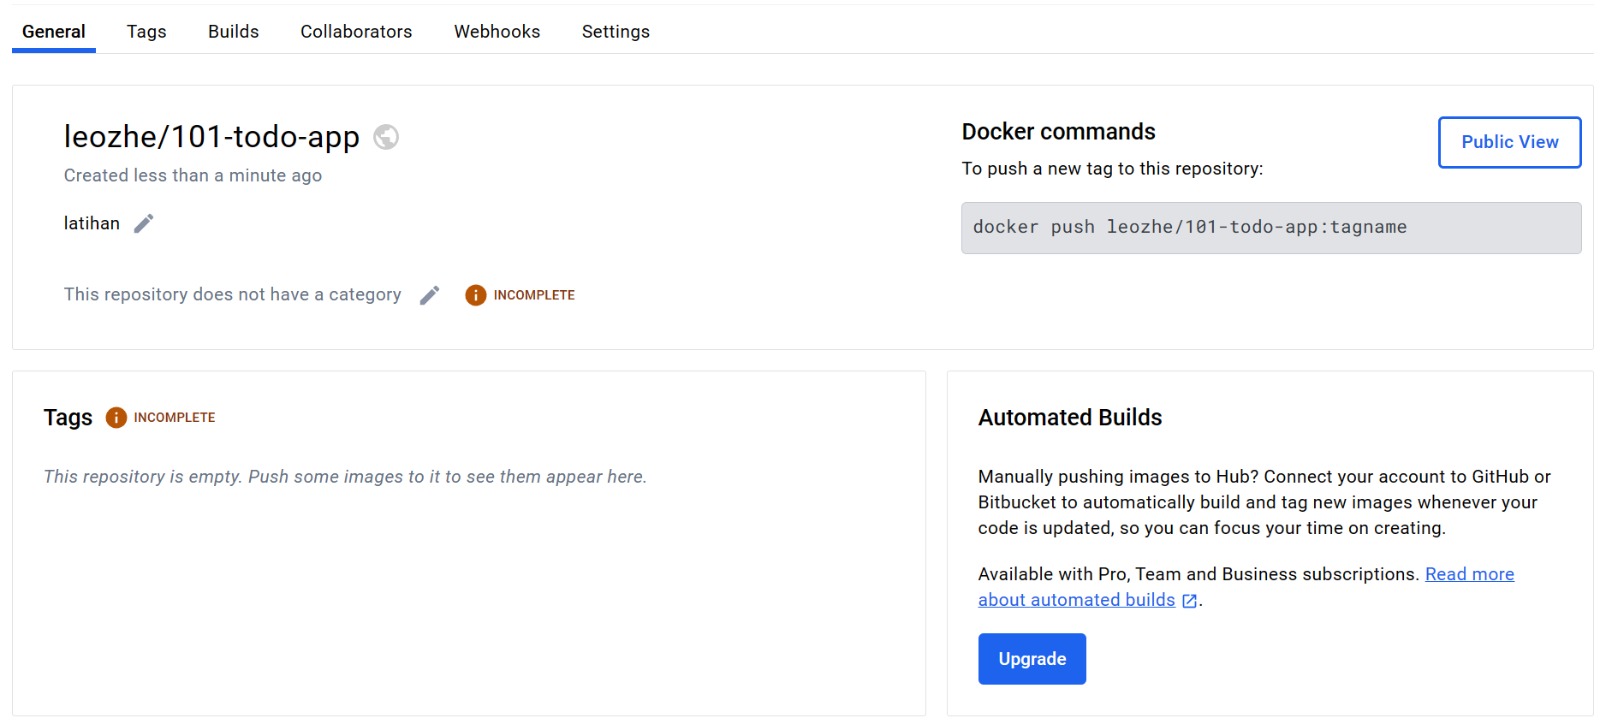 General Tags Builds Collaborators Webhooks Settings
leozhe/101-todo-app
Created less than a minute ago
latihan
This repository does not have a category INCOMPLETE
Docker commands
Public View
To push a new tag to this repository:
docker push leozhe/101-todo-app:tagname
Tags INCOMPLETE
This repository is empty. Push some images to it to see them appear here.
Automated Builds
Manually pushing images to Hub? Connect your account to GitHub or
Bitbucket to automatically build and tag new images whenever your
code is updated, so you can focus your time on creating.
Available with Pro, Team and Business subscriptions. Read more
about automated builds.
Upgrade